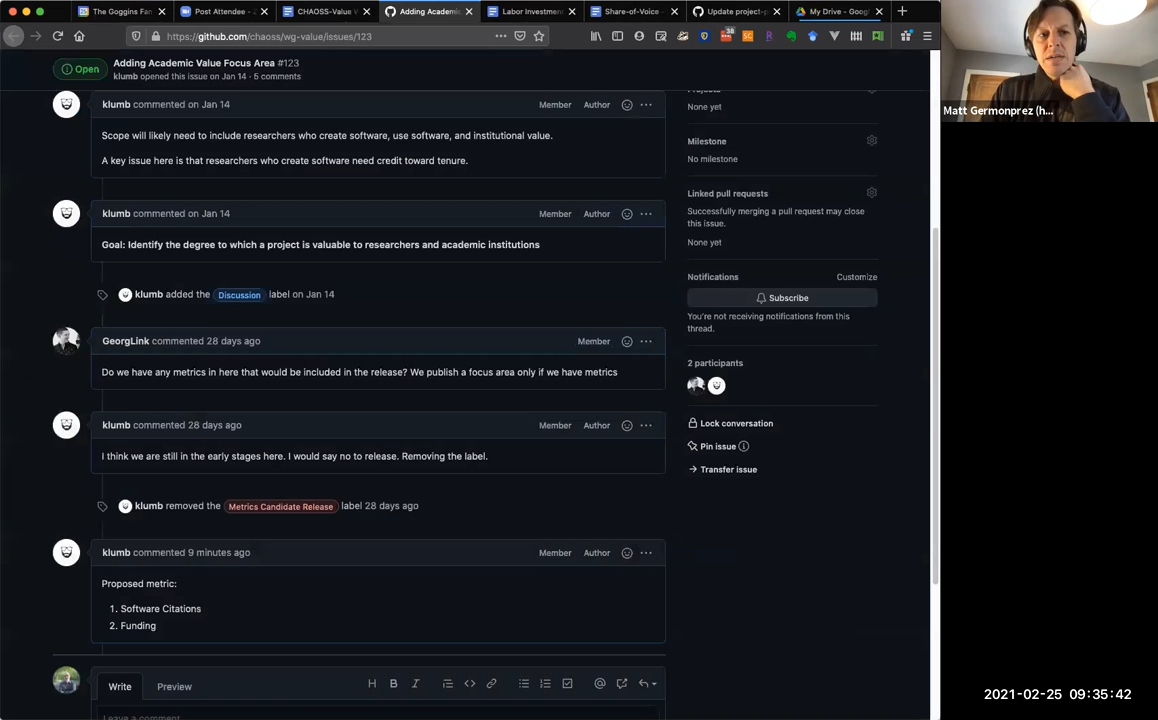 The Goggins Fan
Post Attendee -
CHAOSS-Value
Adding Academic
Labor Investment
Share-of-Voice -
Update project-p
My Drive - Goog
https://github.com/chaoss/wg-value/issues/123
38
Open
Adding Academic Value Focus Area #123
klumb opened this issue on Jan 14 · 5 comments
klumb commented on Jan 14
Member Author
Scope will likely need to include researchers who create software, use software, and institutional value.
A key issue here is that researchers who create software need credit toward tenure.
klumb commented on Jan 14
Member Author
Goal: Identify the degree to which a project is valuable to researchers and academic institutions
klumb added the Discussion label on Jan 14
GeorgLink commented 28 days ago
Member
Do we have any metrics in here that would be included in the release? We publish a focus area only if we have metrics
klumb commented 28 days ago
Member Author
I think we are still in the early stages here. I would say no to release. Removing the label.
klumb removed the Metrics Candidate Release label 28 days ago
klumb commented 9 minutes ago
Member Author
Proposed metric:
1. Software Citations
2. Funding
Write Preview
Leave a comment
Projects
None yet
Milestone
No milestone
Linked pull requests
Successfully merging a pull request may close
this issue.
None yet
Notifications
Customize
Subscribe
You're not receiving notifications from this
thread.
2 participants
Lock conversation
Pin issue
Transfer issue
Matt Germonprez (h...
2021-02-25 09:35:42